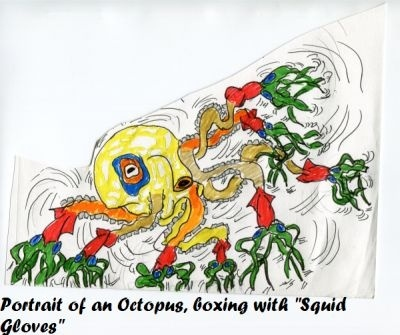 Portrait of an Octopus, boxing with "Squid
Gloves"